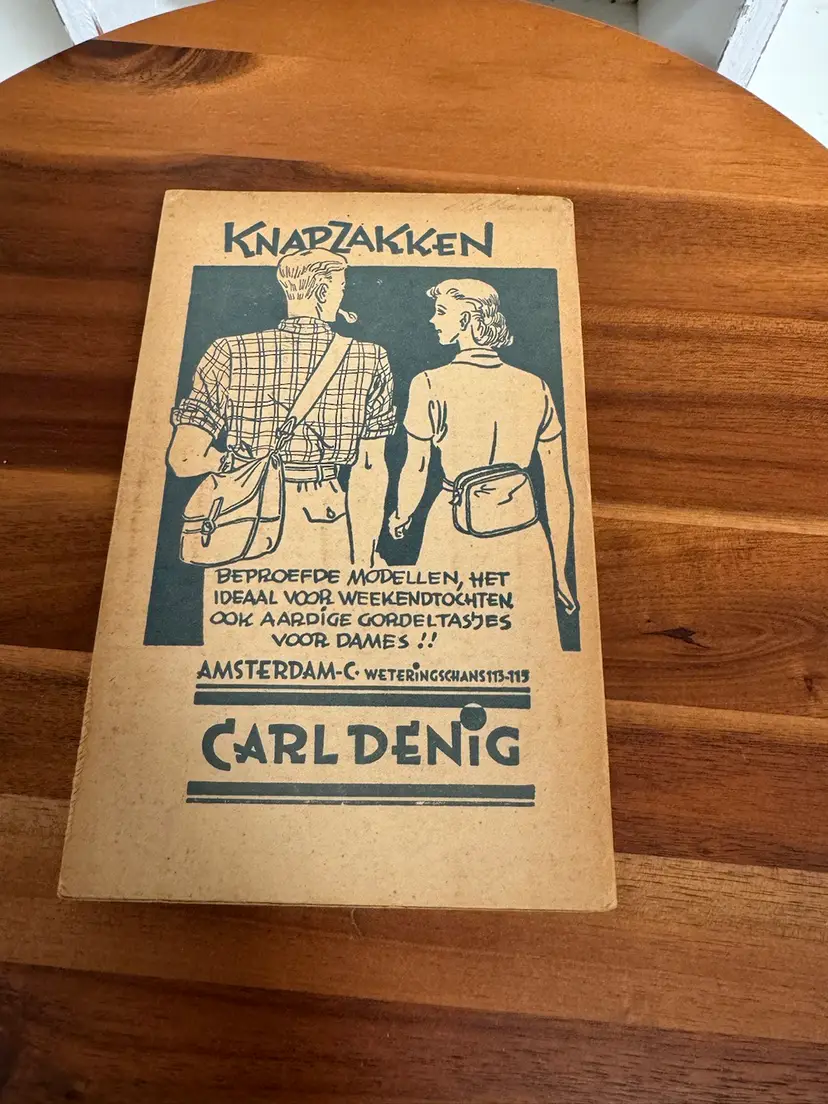 KNAPZAKKEN
BEPROEFDE MODELLEN, HET
IDEAAL VOOR WEEKENDTOCHTEN,
OOK AARDIGE GORDELTASJES
VOOR DAMES !!
AMSTERDAM-C. WETERINGSCHANS 113-115
CARL DENIG